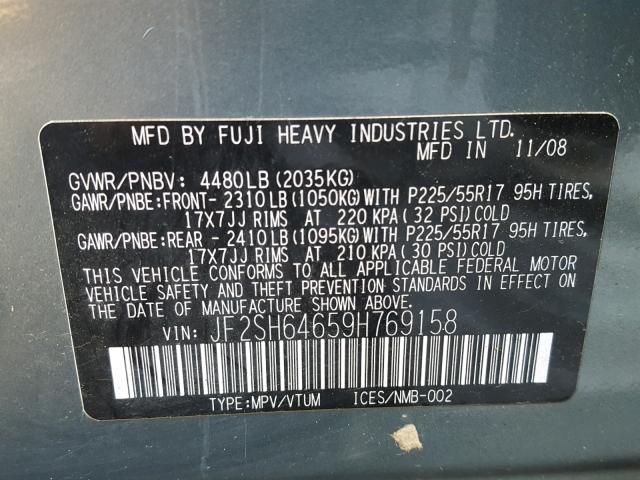 MFD BY FUJI HEAVY INDUSTRIES LTD.
MFD IN 11/08
GVWR/PNBV: 4480LB(2035KG)
GAWR/PNBE:FRONT- 2310LB(1050KG)WITH P225/55R17 95H TIRES,
17X7JJ RIMS AT 220 KPA(32 PSI)COLD
GAWR/PNBE:REAR - 2410LB(1095KG)WITH P225/55R17 95H TIRES,
17X7JJ RIMS AT 210 KPA(30 PSI)COLD
THIS VEHICLE CONFORMS TO ALL APPLICABLE FEDERAL MOTOR
VEHICLE SAFETY AND THEFT PREVENTION STANDARDS IN EFFECT ON
THE DATE OF MANUFACTURE SHOWN ABOVE.
VIN: JF2SH64659H769158
TYPE:MPV/VTUM ICES/NMB-002